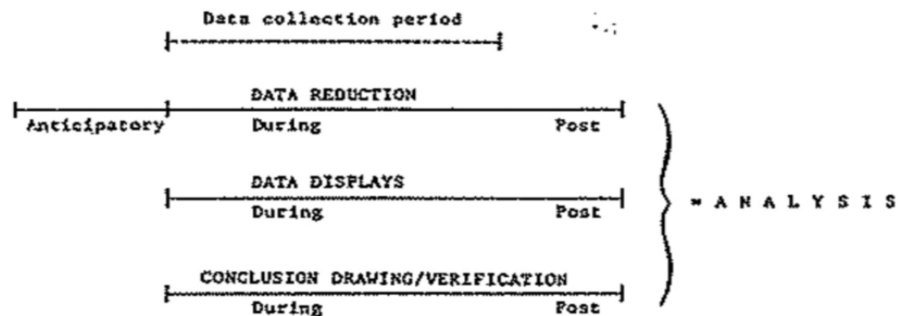 Data collection period
DATA REDUCTION
Anticipatory During Post
DATA DISPLAYS
During Post
= A N A L Y S I S
CONCLUSION DRAWING/VERIFICATION
During Post